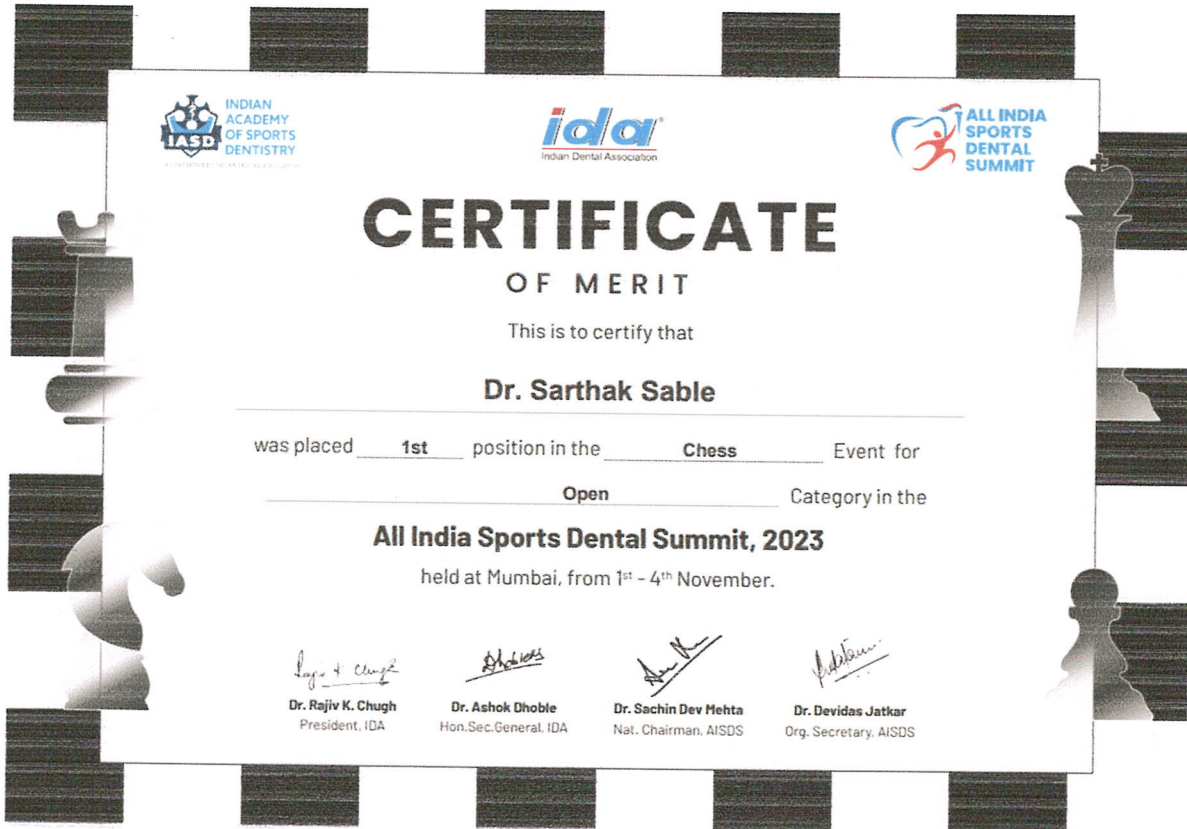 INDIAN
ACADEMY
OF SPORTS
DENTISTRY
IASD
ida®
Indian Dental Association
ALL INDIA
SPORTS
DENTAL
SUMMIT
CERTIFICATE
OF MERIT
This is to certify that
Dr. Sarthak Sable
was placed 1st position in the Chess Event for
Open Category in the
All India Sports Dental Summit, 2023
held at Mumbai, from 1st - 4th November.
Rajiv K Chugh
Dr. Rajiv K. Chugh
President, IDA
Dr. Ashok Dhoble
Hon.Sec.General, IDA
Dr. Sachin Dev Mehta
Nat. Chairman, AISDS
Dr. Devidas Jatkar
Org. Secretary, AISDS